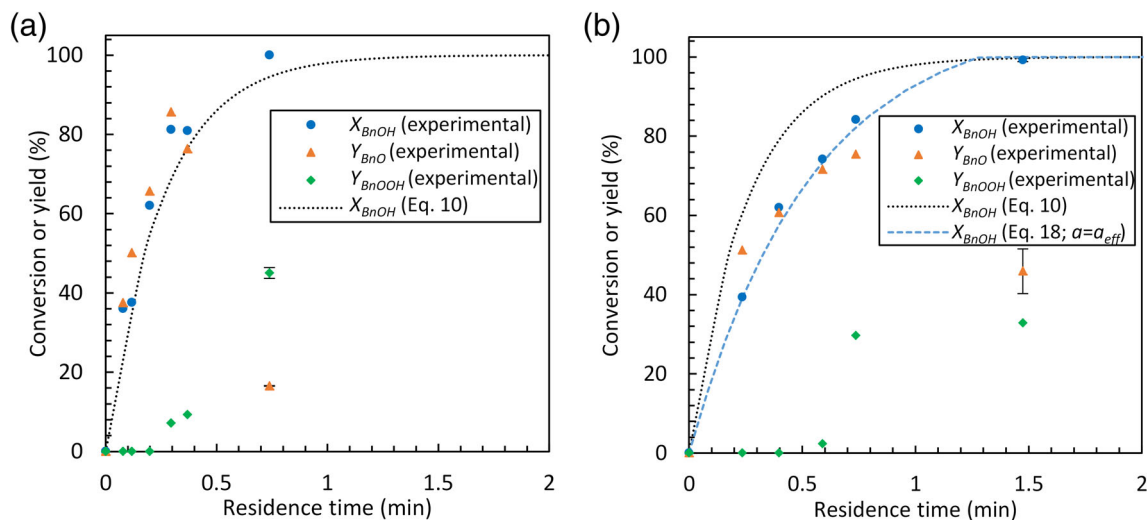 (a)
Conversion or yield (%)
100
80
60
40
20
0
X_BnOH (experimental)
Y_BnO (experimental)
Y_BnOOH (experimental)
X_BnOH (Eq. 10)
0 0.5 1 1.5 2
Residence time (min)
(b)
Conversion or yield (%)
100
80
60
40
20
0
X_BnOH (experimental)
Y_BnO (experimental)
Y_BnOOH (experimental)
X_BnOH (Eq. 10)
X_BnOH (Eq. 18; a=a_eff)
0 0.5 1 1.5 2
Residence time (min)